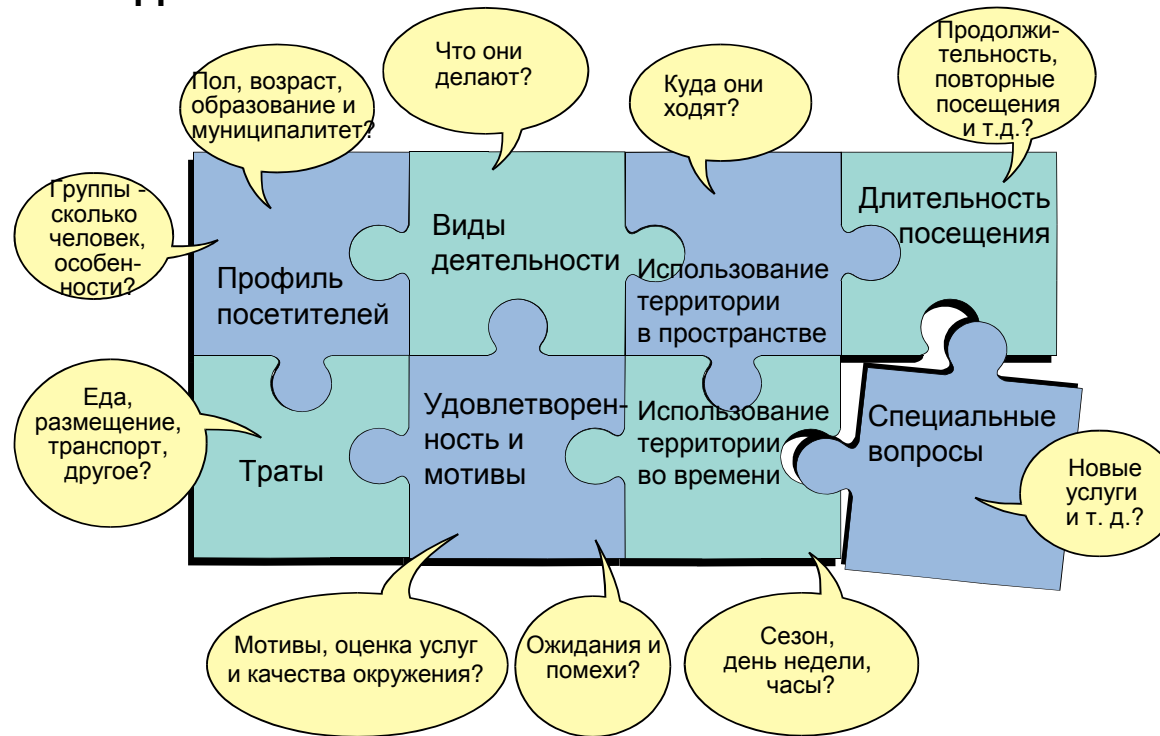 Что они
делают?
Куда они
ходят?
Продолжи-
тельность,
повторные
посещения
и т.д.?
Пол, возраст,
образование и
муниципалитет?
Группы -
сколько
человек,
особен-
ности?
Профиль
посетителей
Виды
деятельности
Использование
территории
в пространстве
Длительность
посещения
Еда,
размещение,
транспорт,
другое?
Траты
Удовлетворен-
ность и
мотивы
Использование
территории
во времени
Специальные
вопросы
Новые
услуги
и т. д.?
Мотивы, оценка услуг
и качества окружения?
Ожидания и
помехи?
Сезон,
день недели,
часы?